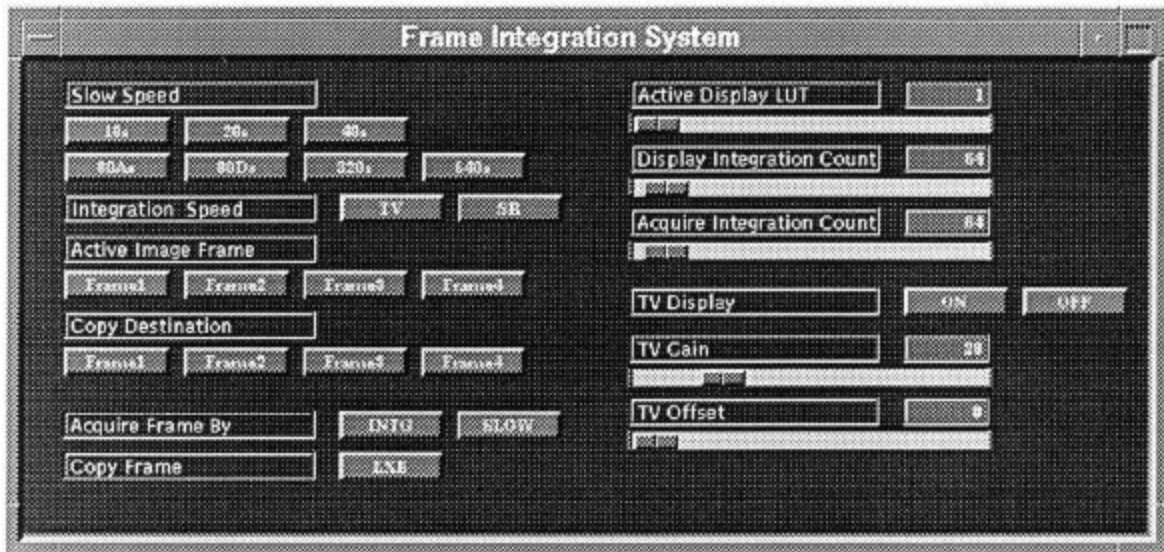 Frame Integration System
Slow Speed
10s 20s 40s
80As 80Ds 320s 640s
Integration Speed TV SR
Active Image Frame
Frame1 Frame2 Frame3 Frame4
Copy Destination
Frame1 Frame2 Frame3 Frame4
Acquire Frame By INTG SLOW
Copy Frame EXE
Active Display LUT 1
Display Integration Count 64
Acquire Integration Count 64
TV Display ON OFF
TV Gain 20
TV Offset 0